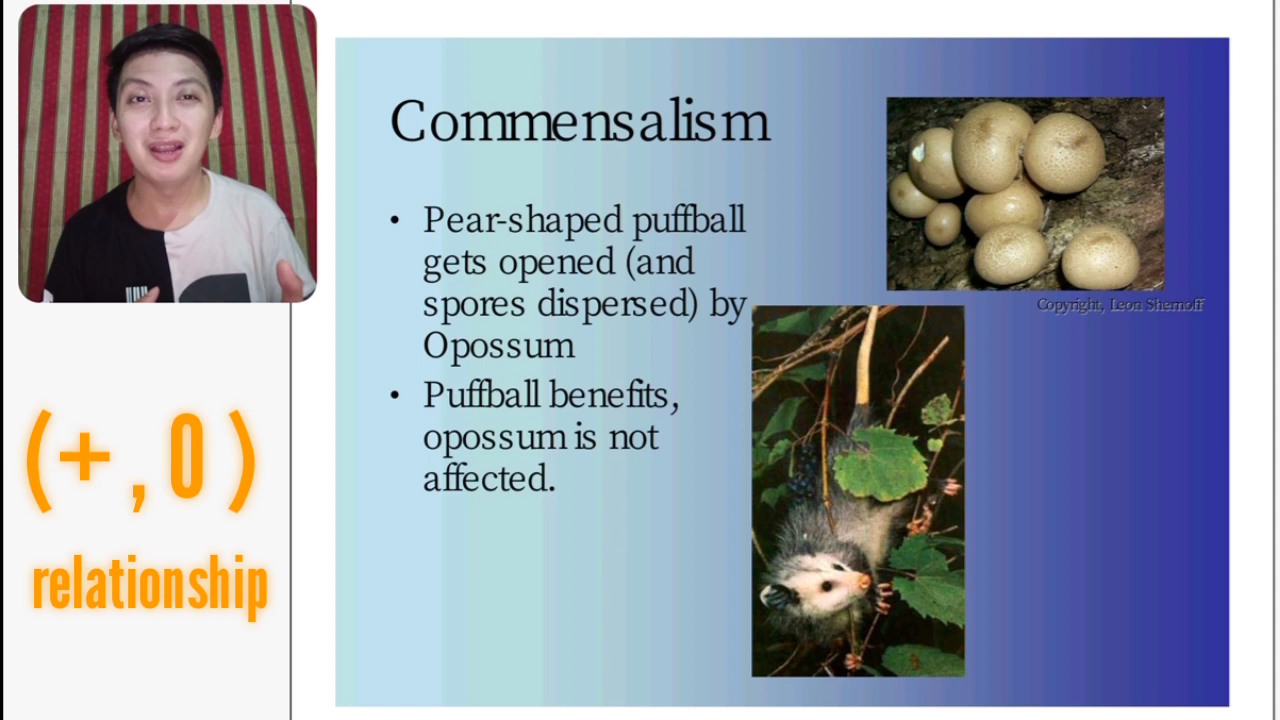 Commensalism
• Pear-shaped puffball
gets opened (and
spores dispersed) by
Opossum
• Puffball benefits,
opossum is not
affected.
Copyright, Leon Shernoff
(+, 0)
relationship